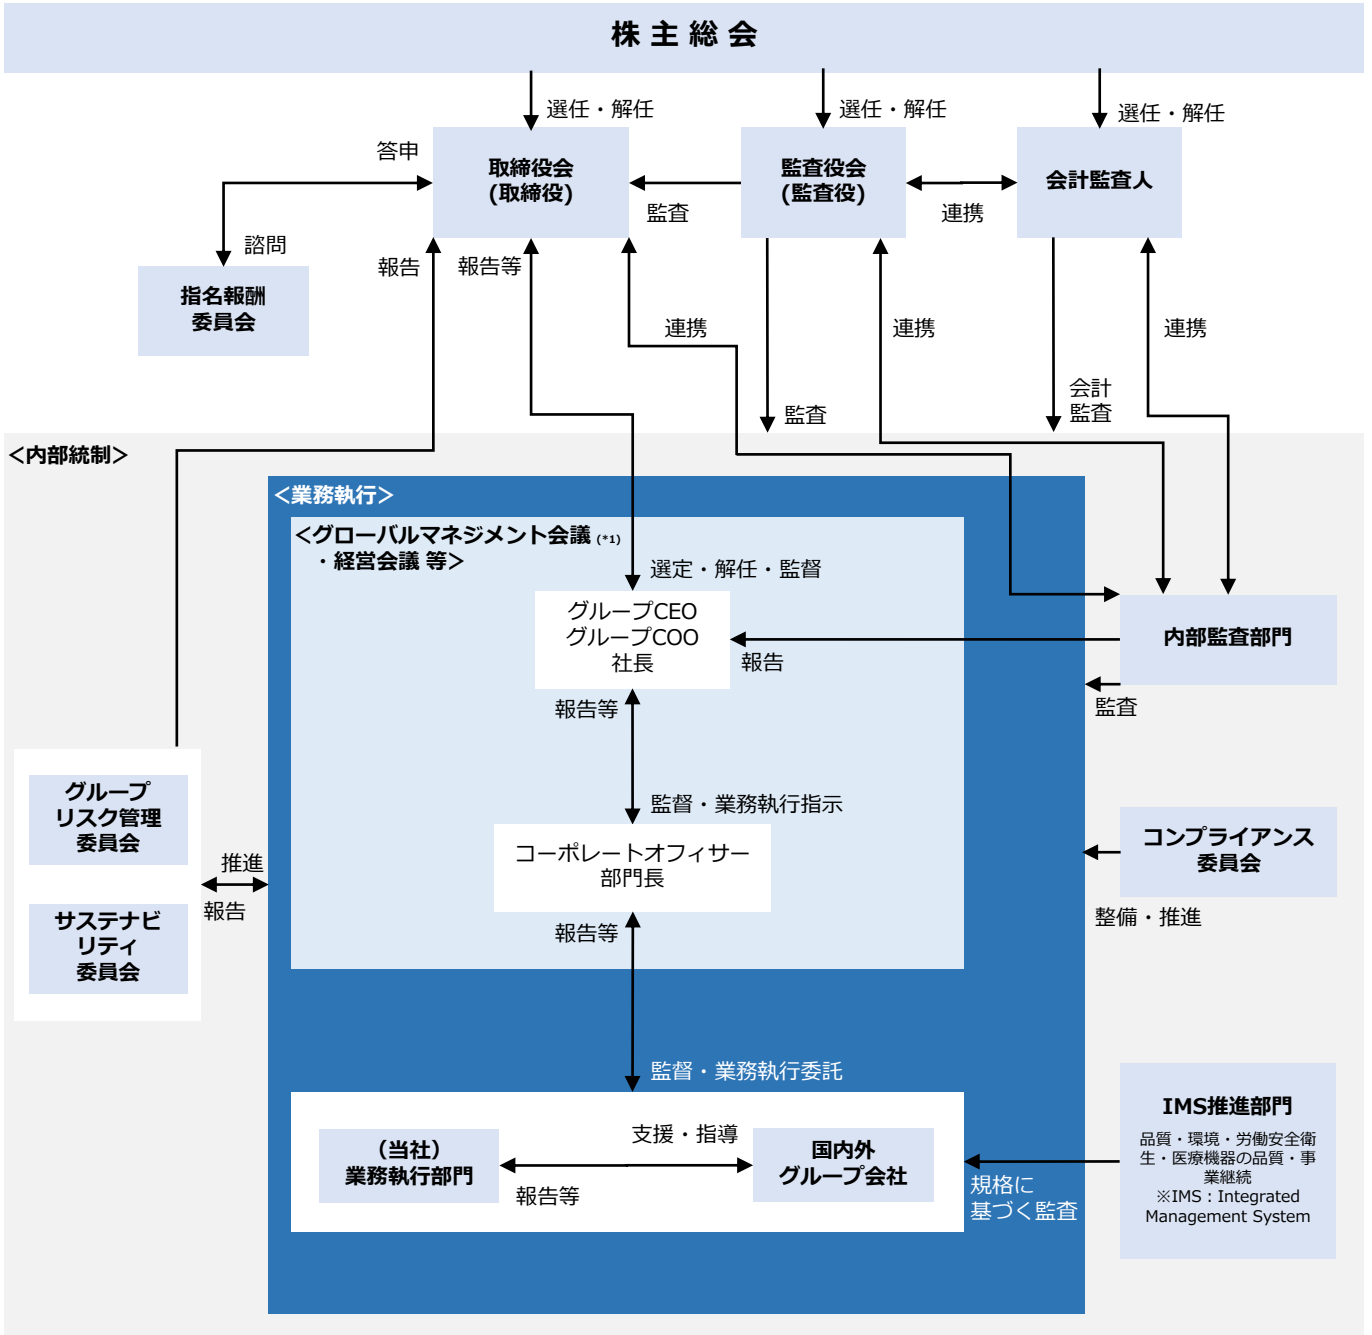 株主総会
選任・解任
選任・解任
選任・解任
答申
取締役会
(取締役)
監査
監査役会
(監査役)
連携
会計監査人
諮問
報告
報告等
指名報酬
委員会
連携
連携
連携
監査
会計
監査
<内部統制>
<業務執行>
<グローバルマネジメント会議(*1)
・経営会議 等>
選定・解任・監督
グループCEO
グループCOO
社長
報告
内部監査部門
監査
報告等
グループ
リスク管理
委員会
監督・業務執行指示
コーポレートオフィサー
部門長
コンプライアンス
委員会
推進
報告
整備・推進
サステナビ
リティ
委員会
報告等
監督・業務執行委託
(当社)
業務執行部門
支援・指導
報告等
国内外
グループ会社
規格に
基づく監査
IMS推進部門
品質・環境・労働安全衛
生・医療機器の品質・事
業継続
※IMS：Integrated
Management System